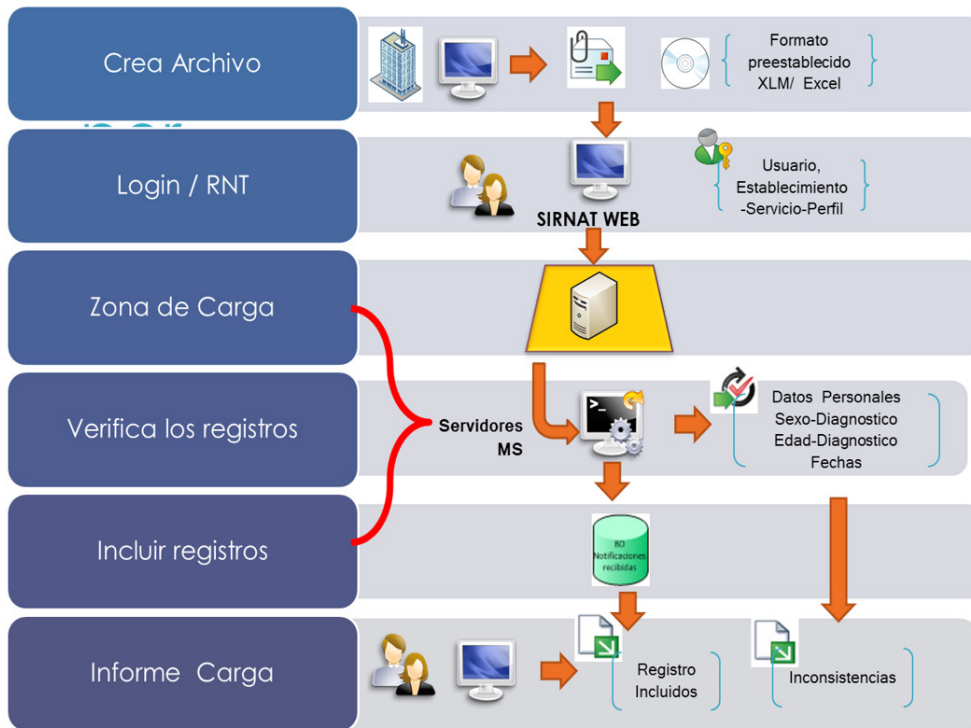 Crea Archivo
Formato
preestablecido
XLM/ Excel
Login / RNT
SIRNAT WEB
Usuario,
Establecimiento
-Servicio-Perfil
Zona de Carga
Verifica los registros
Servidores
MS
>_
Datos Personales
Sexo-Diagnostico
Edad-Diagnostico
Fechas
Incluir registros
BD
Notificaciones
recibidas
Informe Carga
Registro
Incluidos
Inconsistencias